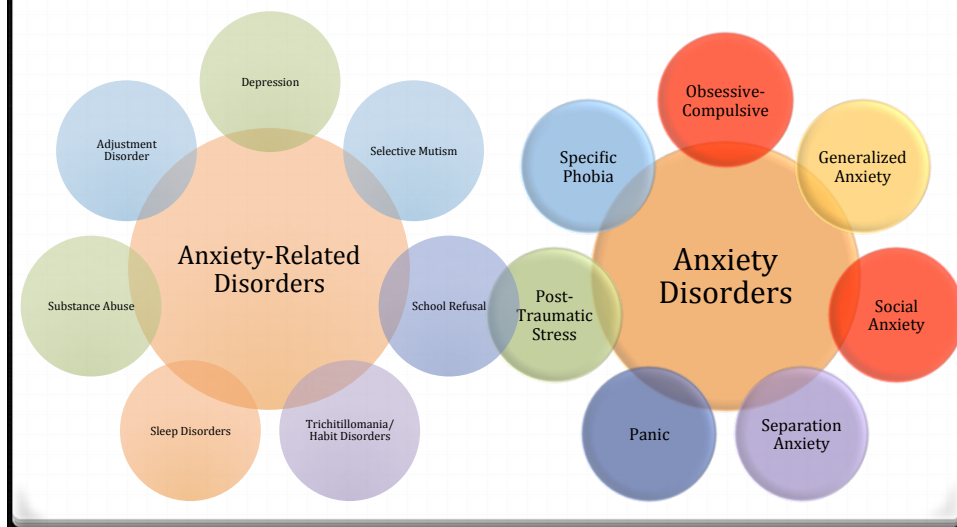 Depression
Adjustment
Disorder
Selective Mutism
Anxiety-Related
Disorders
Substance Abuse
School Refusal
Sleep Disorders
Trichitillomania/
Habit Disorders
Obsessive-
Compulsive
Specific
Phobia
Generalized
Anxiety
Anxiety
Disorders
Post-
Traumatic
Stress
Social
Anxiety
Panic
Separation
Anxiety